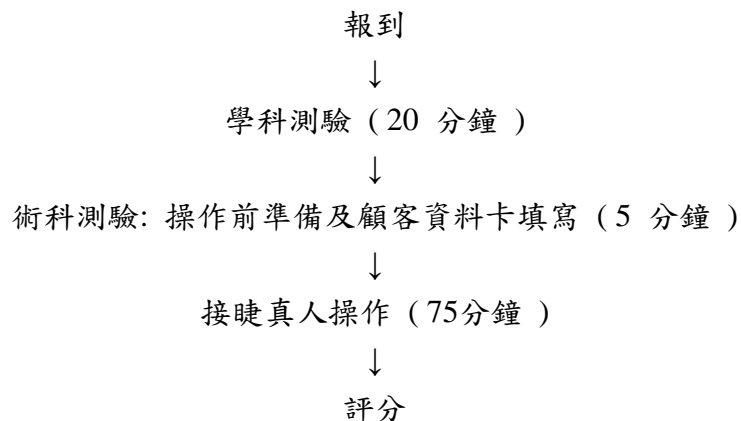 報到
↓
學科測驗 ( 20 分鐘 )
↓
術科測驗: 操作前準備及顧客資料卡填寫 ( 5 分鐘 )
↓
接睫真人操作 ( 75分鐘 )
↓
評分